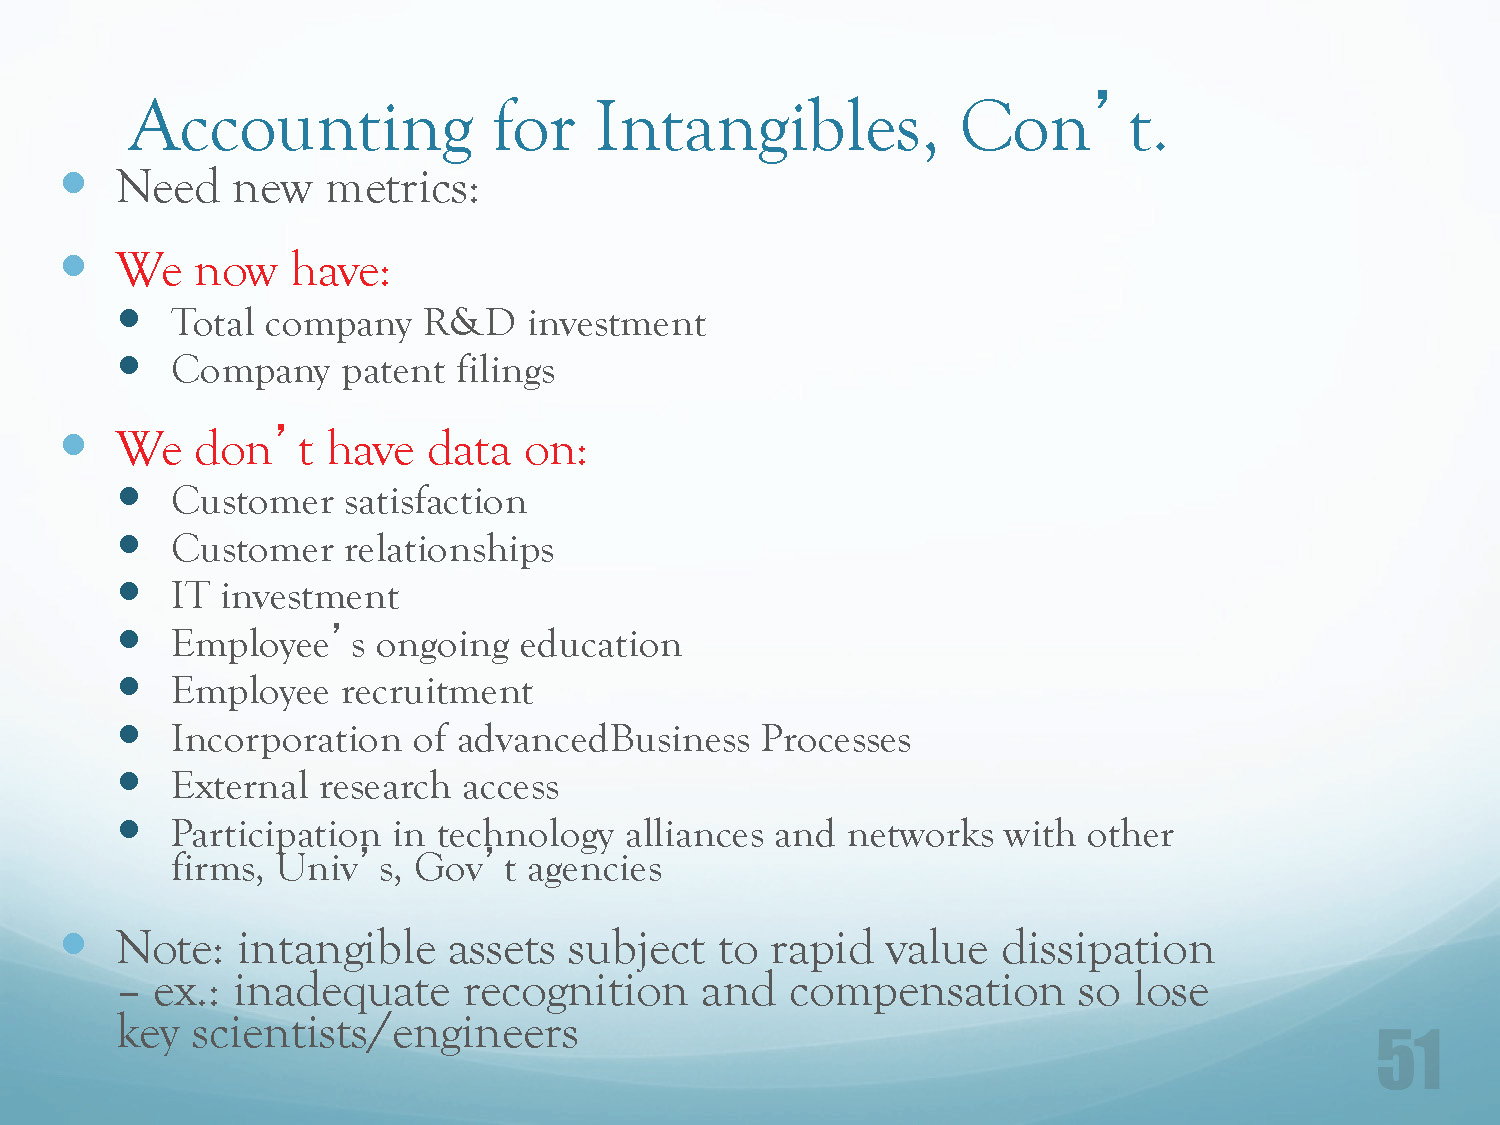 Accounting for Intangibles, Con’t.
• Need new metrics:
• We now have:
• Total company R&D investment
• Company patent filings
• We don’t have data on:
• Customer satisfaction
• Customer relationships
• IT investment
• Employee’s ongoing education
• Employee recruitment
• Incorporation of advancedBusiness Processes
• External research access
• Participation in technology alliances and networks with other
firms, Univ’s, Gov’t agencies
• Note: intangible assets subject to rapid value dissipation
– ex.: inadequate recognition and compensation so lose
key scientists/engineers
51